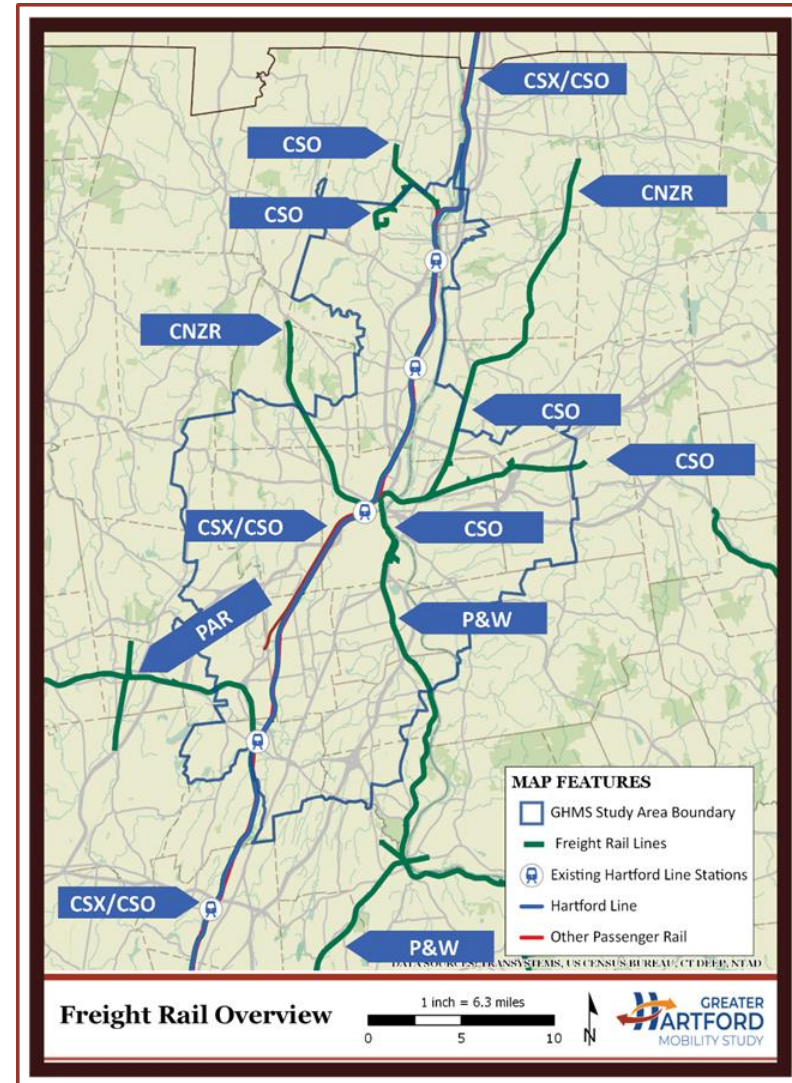 CSX/CSO
CSO
CNZR
CSO
CNZR
CSO
CSO
CSX/CSO
CSO
P&W
PAR
CSX/CSO
P&W
MAP FEATURES
GHMS Study Area Boundary
Freight Rail Lines
Existing Hartford Line Stations
Hartford Line
Other Passenger Rail
DATA SOURCES: TRANSYSTEMS, US CENSUS BUREAU, CT DEEP, NTAD
Freight Rail Overview
1 inch = 6.3 miles
0 5 10
N
GREATER
HARTFORD
MOBILITY STUDY